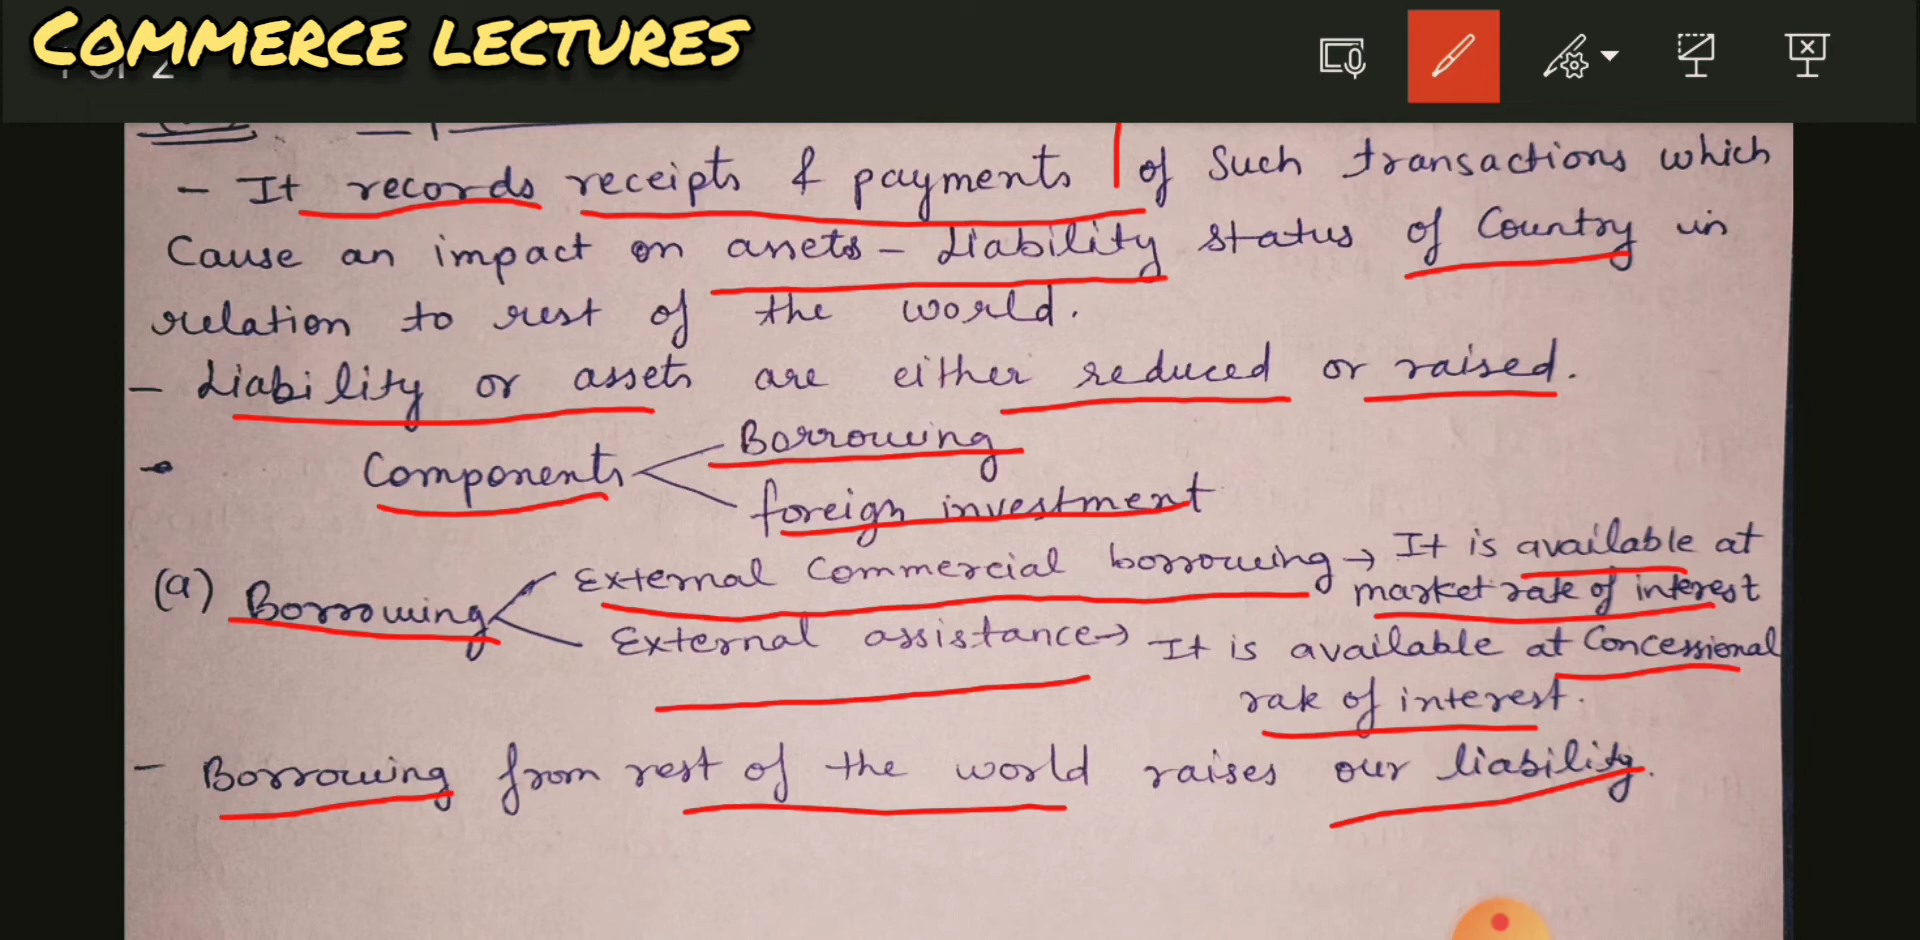 COMMERCE LECTURES
- It records receipts & payments of Such transactions which
Cause an impact on assets - Liability status of Country in
relation to rest of the world.
- Liability or assets are either reduced or raised.
Components
Borrowing
foreign investment
(a) Borrowing
External Commercial borrowing → It is available at
market rate of interest
External assistance → It is available at Concessional
rate of interest.
- Borrowing from rest of the world raises our liability.